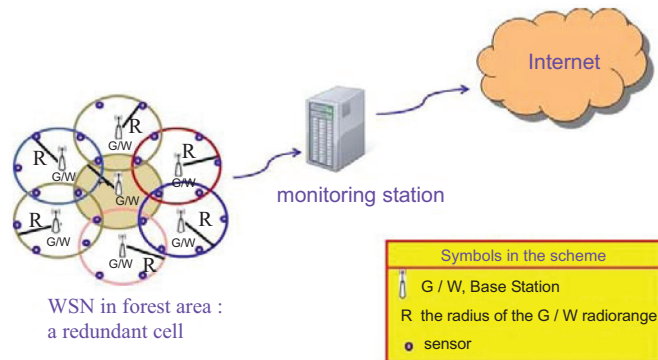 Internet
R
G/W
R
G/W
R
G/W
G/W
monitoring station
R
G/W
R
G/W
G/W
R
Symbols in the scheme
G / W, Base Station
R the radius of the G / W radiorange
sensor
WSN in forest area :
a redundant cell